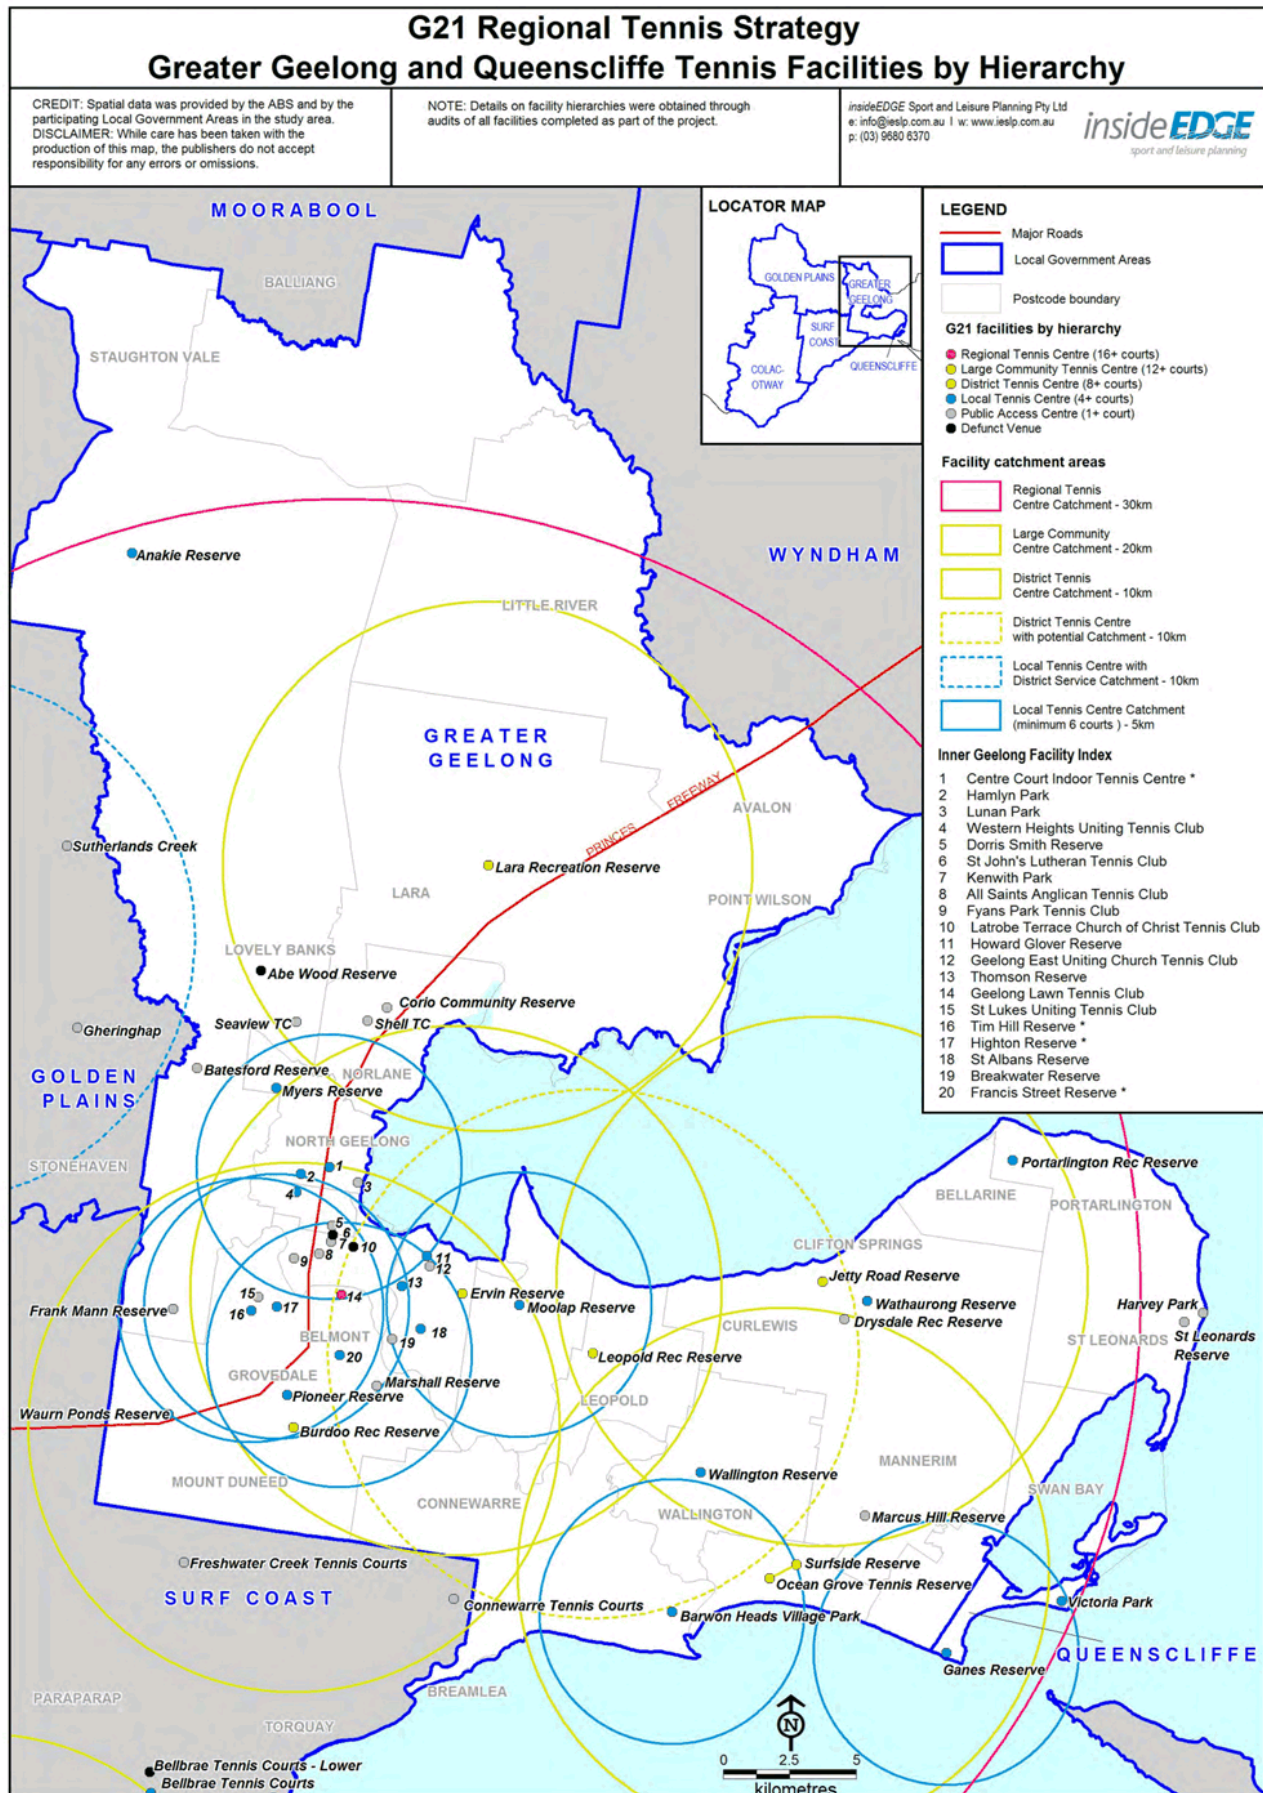 G21 Regional Tennis Strategy
Greater Geelong and Queenscliffe Tennis Facilities by Hierarchy
CREDIT: Spatial data was provided by the ABS and by the
participating Local Government Areas in the study area.
DISCLAIMER: While care has been taken with the
production of this map, the publishers do not accept
responsibility for any errors or omissions.
NOTE: Details on facility hierarchies were obtained through
audits of all facilities completed as part of the project.
insideEDGE Sport and Leisure Planning Pty Ltd
e: info@ieslp.com.au I w: www.ieslp.com.au
p: (03) 9680 6370
insideEDGE
sport and leisure planning
LOCATOR MAP
GOLDEN PLAINS
GREATER
GEELONG
SURF
COAST
COLAC-
OTWAY
QUEENSCLIFFE
LEGEND
Major Roads
Local Government Areas
Postcode boundary
G21 facilities by hierarchy
Regional Tennis Centre (16+ courts)
Large Community Tennis Centre (12+ courts)
District Tennis Centre (8+ courts)
Local Tennis Centre (4+ courts)
Public Access Centre (1+ court)
Defunct Venue
Facility catchment areas
Regional Tennis
Centre Catchment - 30km
Large Community
Centre Catchment - 20km
District Tennis
Centre Catchment - 10km
District Tennis Centre
with potential Catchment - 10km
Local Tennis Centre with
District Service Catchment - 10km
Local Tennis Centre Catchment
(minimum 6 courts ) - 5km
Inner Geelong Facility Index
1 Centre Court Indoor Tennis Centre *
2 Hamlyn Park
3 Lunan Park
4 Western Heights Uniting Tennis Club
5 Dorris Smith Reserve
6 St John's Lutheran Tennis Club
7 Kenwith Park
8 All Saints Anglican Tennis Club
9 Fyans Park Tennis Club
10 Latrobe Terrace Church of Christ Tennis Club
11 Howard Glover Reserve
12 Geelong East Uniting Church Tennis Club
13 Thomson Reserve
14 Geelong Lawn Tennis Club
15 St Lukes Uniting Tennis Club
16 Tim Hill Reserve *
17 Highton Reserve *
18 St Albans Reserve
19 Breakwater Reserve
20 Francis Street Reserve *
MOORABOOL
BALLIANG
STAUGHTON VALE
Anakie Reserve
WYNDHAM
LITTLE RIVER
GREATER
GEELONG
PRINCES FREEWAY
AVALON
Sutherlands Creek
Lara Recreation Reserve
LARA
POINT WILSON
LOVELY BANKS
Abe Wood Reserve
Corio Community Reserve
Seaview TC
Shell TC
Gheringhap
Batesford Reserve
NORLANE
GOLDEN
PLAINS
Myers Reserve
NORTH GEELONG
STONEHAVEN
1
2
3
4
5
6
7
8
9
10
11
12
13
14
15
16
17
18
19
20
Portarlington Rec Reserve
BELLARINE
PORTARLINGTON
CLIFTON SPRINGS
Jetty Road Reserve
Ervin Reserve
Moolap Reserve
Wathaurong Reserve
Harvey Park
Frank Mann Reserve
Drysdale Rec Reserve
CURLEWIS
BELMONT
ST LEONARDS
St Leonards
Reserve
Leopold Rec Reserve
GROVEDALE
Marshall Reserve
Pioneer Reserve
LEOPOLD
Waurn Ponds Reserve
Burdoo Rec Reserve
MANNERIM
Wallington Reserve
MOUNT DUNEED
SWAN BAY
CONNEWARRE
WALLINGTON
Marcus Hill Reserve
Freshwater Creek Tennis Courts
Surfside Reserve
Ocean Grove Tennis Reserve
SURF COAST
Connewarre Tennis Courts
Victoria Park
Barwon Heads Village Park
QUEENSCLIFFE
Ganes Reserve
BREAMLEA
PARAPARAP
TORQUAY
N
Bellbrae Tennis Courts - Lower
Bellbrae Tennis Courts
0 2.5 5
kilometres